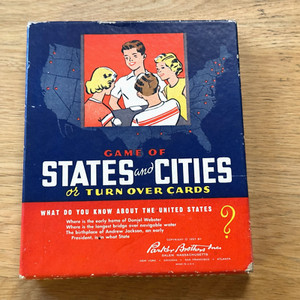 GAME OF
STATES and CITIES
or TURN OVER CARDS
WHAT DO YOU KNOW ABOUT THE UNITED STATES ?
Where is the early home of Daniel Webster
Where is the longest bridge over navigable water
The birthplace of Andrew Jackson, an early
President, is in what State
Parker Brothers Inc.
SALEM, MASSACHUSETTS